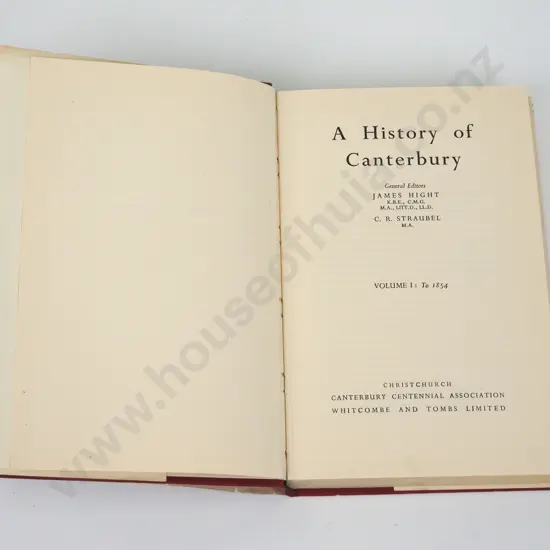 A History of
Canterbury
General Editors
JAMES HIGHT
K.B.E., C.M.G.
M.A., LITT.D., LL.D.
C. R. STRAUBEL
M.A.
VOLUME I: To 1854
CHRISTCHURCH
CANTERBURY CENTENNIAL ASSOCIATION
WHITCOMBE AND TOMBS LIMITED
www.houseofhuia.co.nz